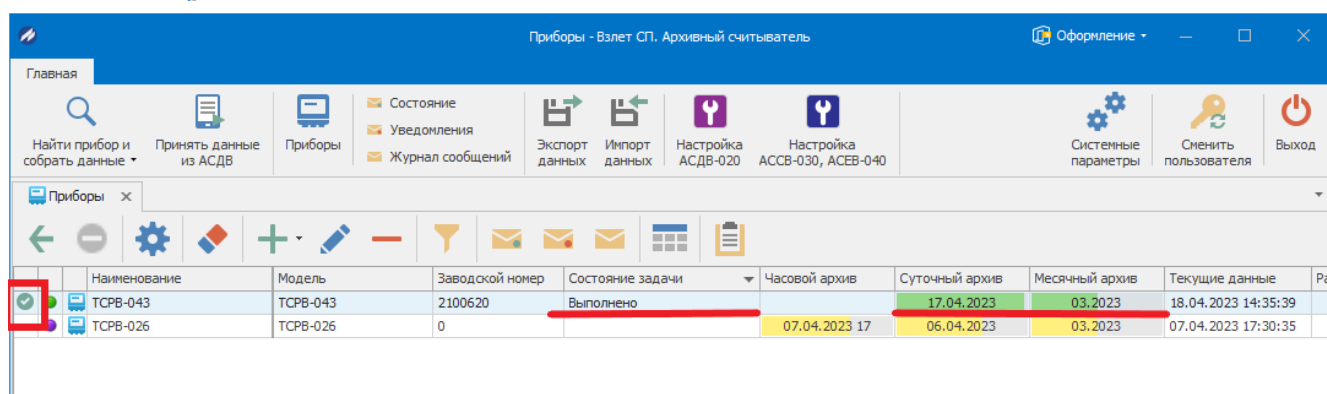 Приборы - Взлет СП. Архивный считыватель
Оформление
Главная
Найти прибор и собрать данные
Принять данные из АСДВ
Приборы
Состояние
Уведомления
Журнал сообщений
Экспорт данных
Импорт данных
Настройка АСДВ-020
Настройка АССВ-030, АСЕВ-040
Системные параметры
Сменить пользователя
Выход
Приборы
Наименование Модель Заводской номер Состояние задачи Часовой архив Суточный архив Месячный архив Текущие данные Ра
ТСРВ-043 ТСРВ-043 2100620 Выполнено 17.04.2023 03.2023 18.04.2023 14:35:39
ТСРВ-026 ТСРВ-026 0 07.04.2023 17 06.04.2023 03.2023 07.04.2023 17:30:35